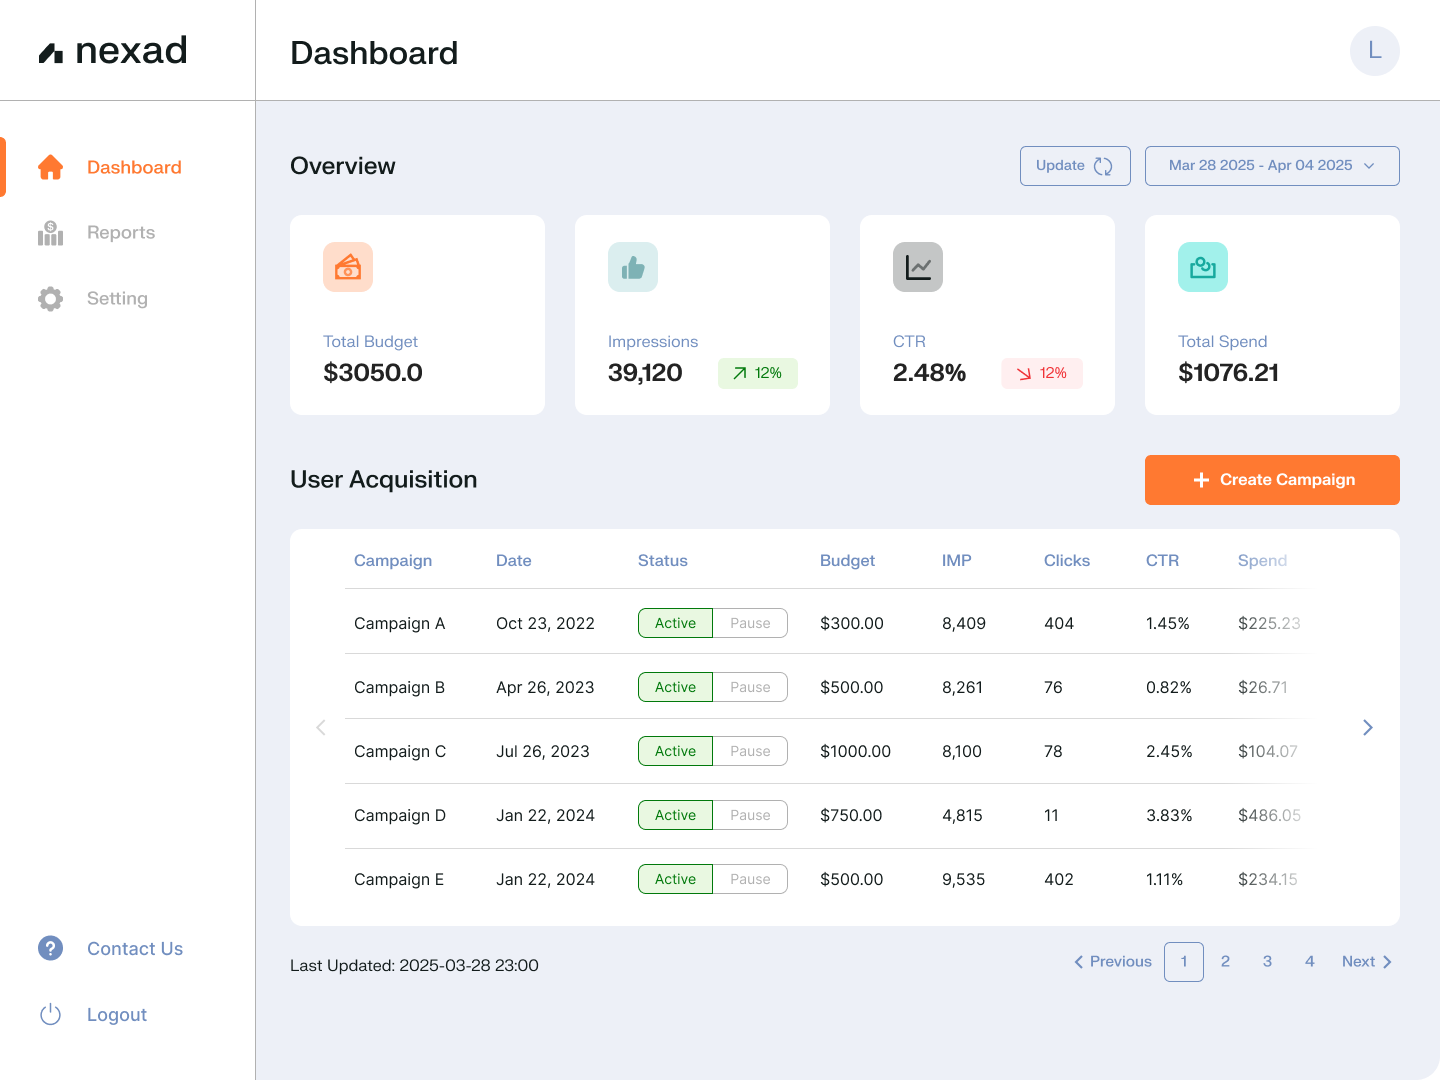 nexad
Dashboard
L
Dashboard
Reports
Setting
Contact Us
Logout
Overview
Update
Mar 28 2025 - Apr 04 2025
Total Budget
$3050.0
Impressions
39,120 12%
CTR
2.48% 12%
Total Spend
$1076.21
User Acquisition
+ Create Campaign
Campaign Date Status Budget IMP Clicks CTR Spend
Campaign A Oct 23, 2022 Active Pause $300.00 8,409 404 1.45% $225.23
Campaign B Apr 26, 2023 Active Pause $500.00 8,261 76 0.82% $26.71
Campaign C Jul 26, 2023 Active Pause $1000.00 8,100 78 2.45% $104.07
Campaign D Jan 22, 2024 Active Pause $750.00 4,815 11 3.83% $486.05
Campaign E Jan 22, 2024 Active Pause $500.00 9,535 402 1.11% $234.15
Last Updated: 2025-03-28 23:00
Previous 1 2 3 4 Next